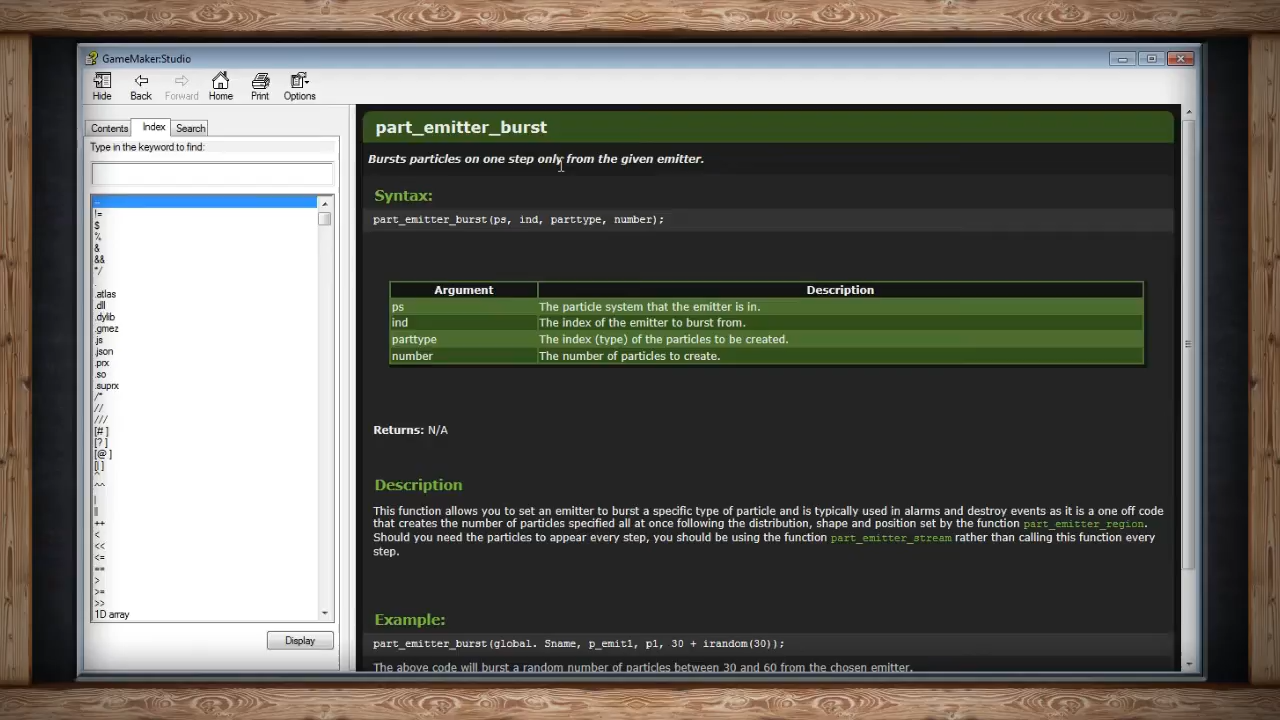 GameMaker:Studio
Hide
Back
Forward
Home
Print
Options
Contents
Index
Search
Type in the keyword to find:
!=
$
%
&
&&
*/
.
.atlas
.dll
.dylib
.gmez
.js
.json
.prx
.so
.suprx
/*
//
///
[# ]
[? ]
[@ ]
[| ]
^
^^
|
||
++
<
<<
<=
==
>
>=
>>
1D array
Display
part_emitter_burst
Bursts particles on one step only from the given emitter.
Syntax:
part_emitter_burst(ps, ind, parttype, number);
Argument Description
ps The particle system that the emitter is in.
ind The index of the emitter to burst from.
parttype The index (type) of the particles to be created.
number The number of particles to create.
Returns: N/A
Description
This function allows you to set an emitter to burst a specific type of particle and is typically used in alarms and destroy events as it is a one off code
that creates the number of particles specified all at once following the distribution, shape and position set by the function part_emitter_region.
Should you need the particles to appear every step, you should be using the function part_emitter_stream rather than calling this function every
step.
Example:
part_emitter_burst(global. Sname, p_emit1, p1, 30 + irandom(30));
The above code will burst a random number of particles between 30 and 60 from the chosen emitter.